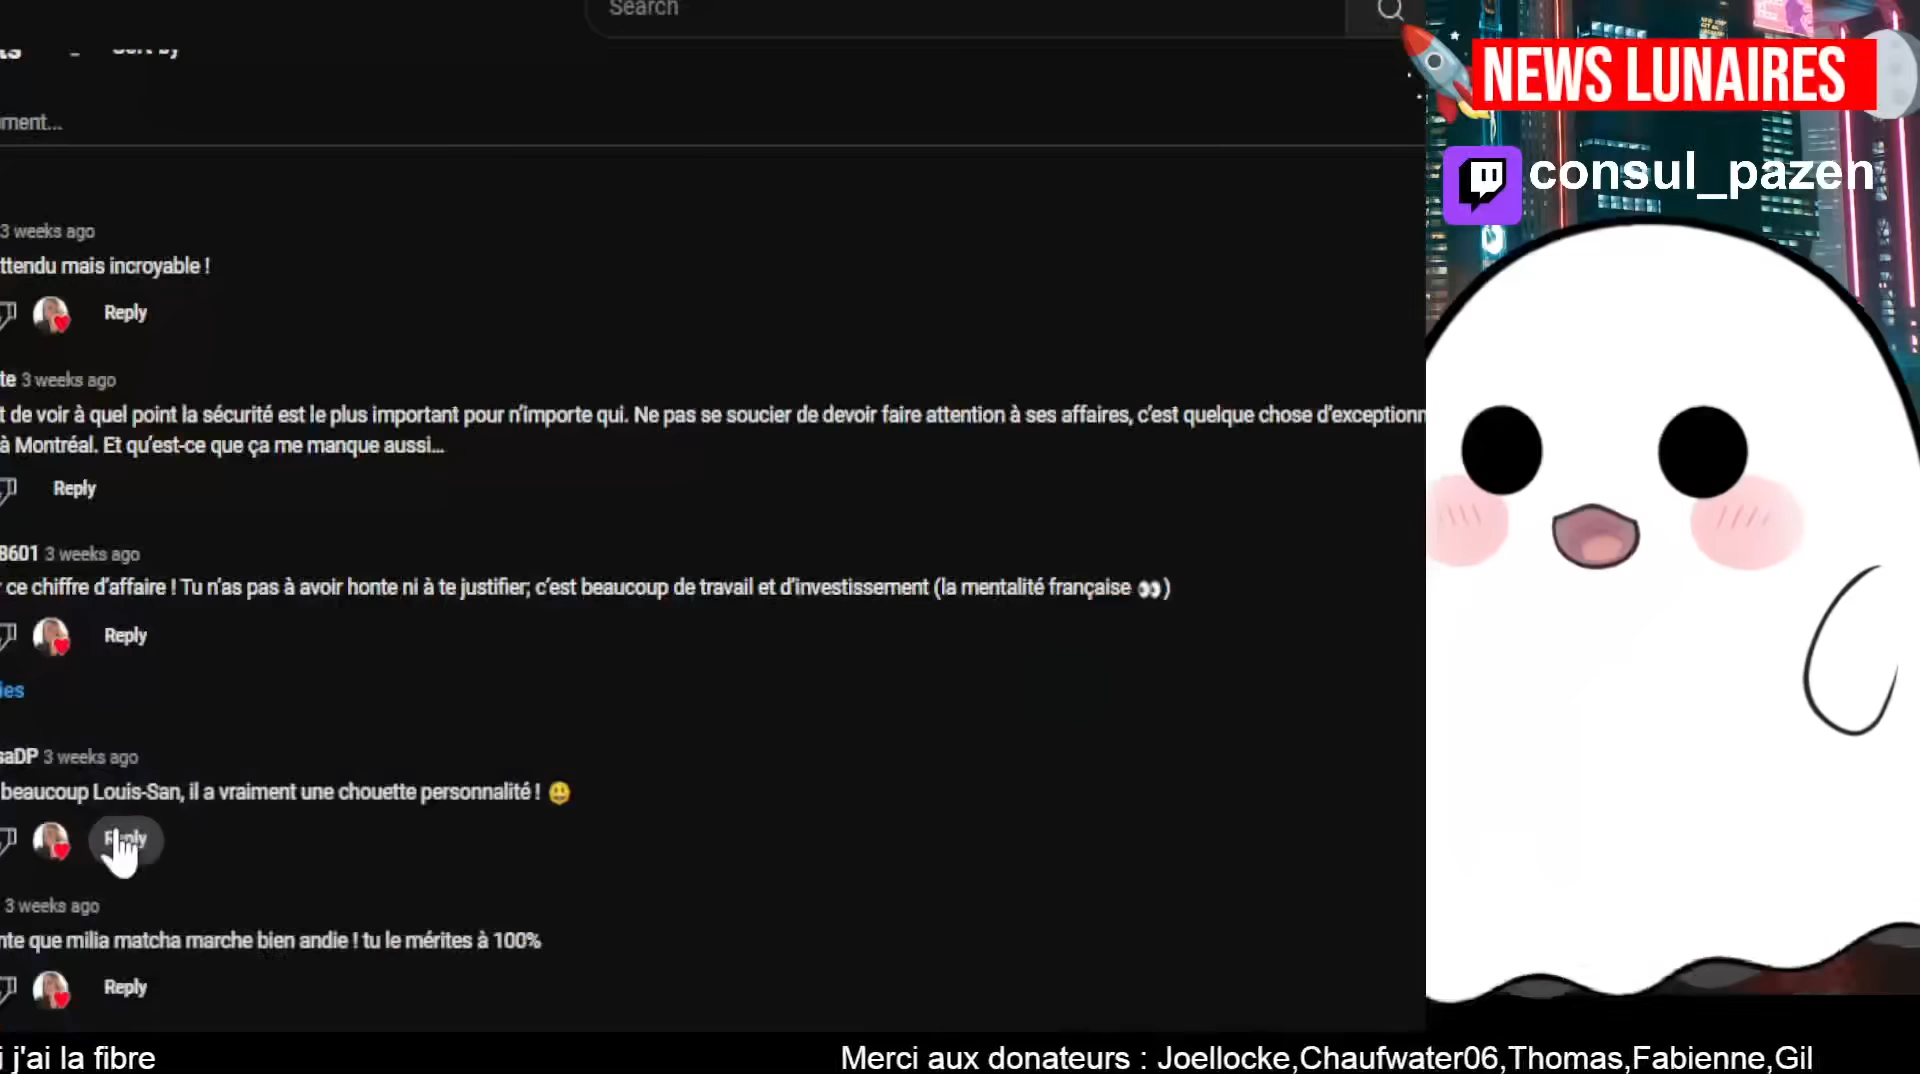 Search
Sort by
NEWS LUNAIRES
ment...
consul_pazen
3 weeks ago
ttendu mais incroyable !
Reply
te 3 weeks ago
t de voir à quel point la sécurité est le plus important pour n'importe qui. Ne pas se soucier de devoir faire attention à ses affaires, c'est quelque chose d'exceptionn
à Montréal. Et qu'est-ce que ça me manque aussi...
Reply
8601 3 weeks ago
ce chiffre d'affaire ! Tu n'as pas à avoir honte ni à te justifier; c'est beaucoup de travail et d'investissement (la mentalité française 👀)
Reply
ies
saDP 3 weeks ago
beaucoup Louis-San, il a vraiment une chouette personnalité ! 😃
Reply
3 weeks ago
nte que milia matcha marche bien andie ! tu le mérites à 100%
Reply
i j'ai la fibre
Merci aux donateurs : Joellocke,Chaufwater06,Thomas,Fabienne,Gil